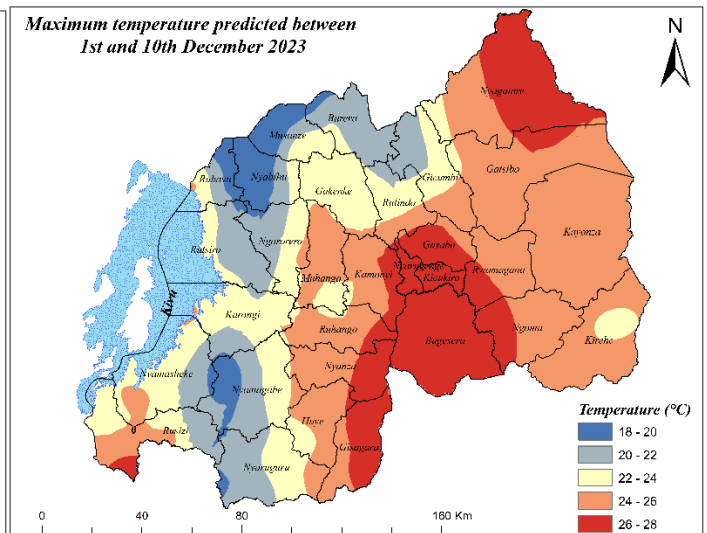 Maximum temperature predicted between
1st and 10th December 2023
N
Nyagatare
Burera
Musanze
Rubavu
Nyabihu
Gakenke
Gicumbi
Gatsibo
Rulindo
Kayonza
Rutsiro
Ngororero
Gasabo
Nyarugenge
Kicukiro
Rwamagana
Muhanga
Kamonyi
Kivu
Karongi
Ruhango
Bugesera
Ngoma
Kirehe
Nyamasheke
Nyamagabe
Nyanza
Rusizi
Huye
Gisagara
Nyaruguru
Temperature (°C)
18 - 20
20 - 22
22 - 24
24 - 26
26 - 28
0 40 80 160 Km